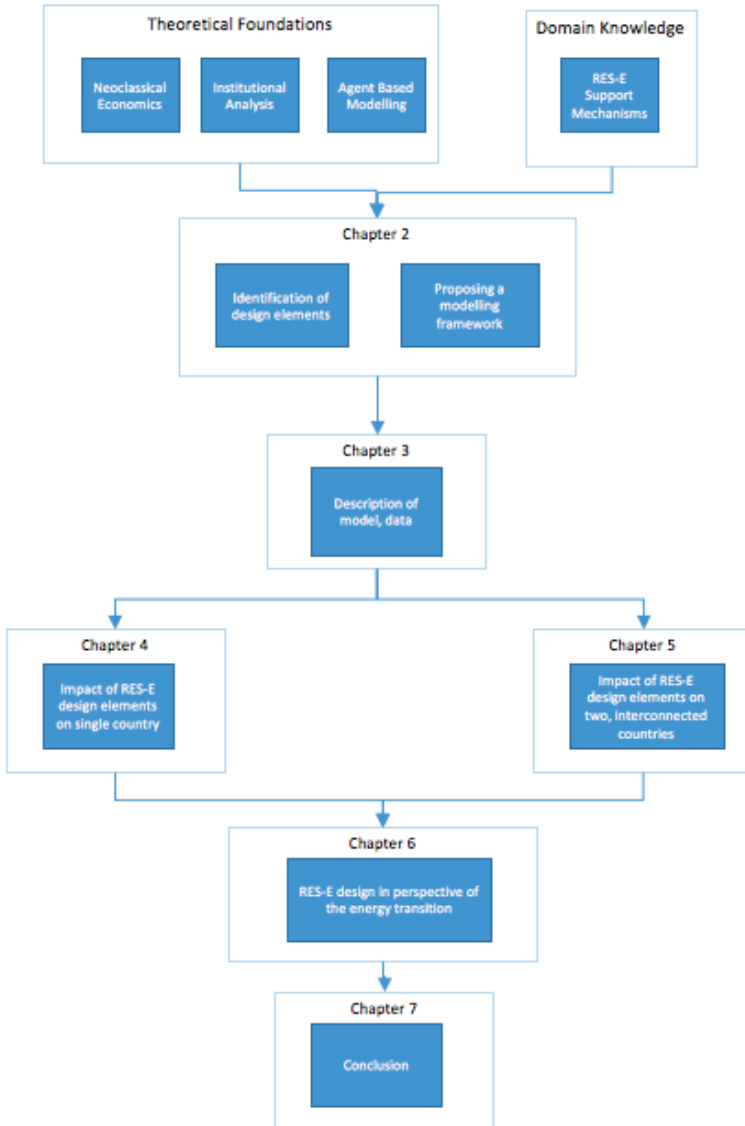 Theoretical Foundations
Neoclassical
Economics
Institutional
Analysis
Agent Based
Modelling
Domain Knowledge
RES-E
Support
Mechanisms
Chapter 2
Identification of
design elements
Proposing a
modelling
framework
Chapter 3
Description of
model, data
Chapter 4
Impact of RES-E
design elements
on single country
Chapter 5
Impact of RES-E
design elements on
two, interconnected
countries
Chapter 6
RES-E design in perspective of
the energy transition
Chapter 7
Conclusion